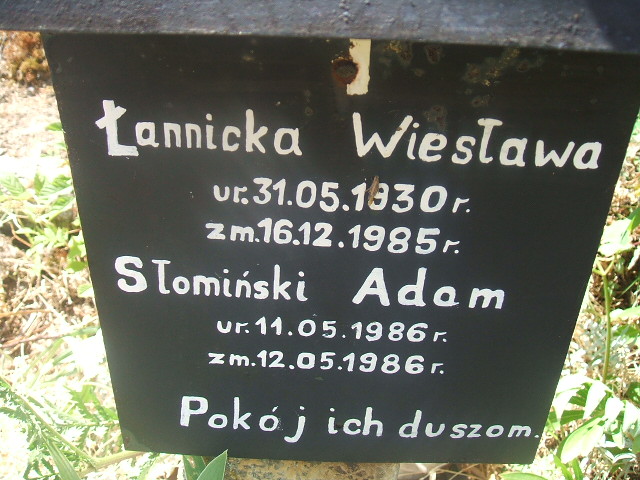 Łannicka Wiesława
ur.31.05.1930r.
zm.16.12.1985r.
Słomiński Adam
ur.11.05.1986r.
zm.12.05.1986r.
Pokój ich duszom.